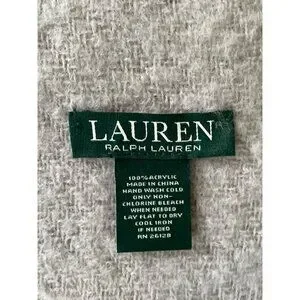 LAUREN
RALPH LAUREN
100% ACRYLIC
MADE IN CHINA
HAND WASH COLD
ONLY NON-
CHLORINE BLEACH
WHEN NEEDED
LAY FLAT TO DRY
COOL IRON
IF NEEDED
RN 26128